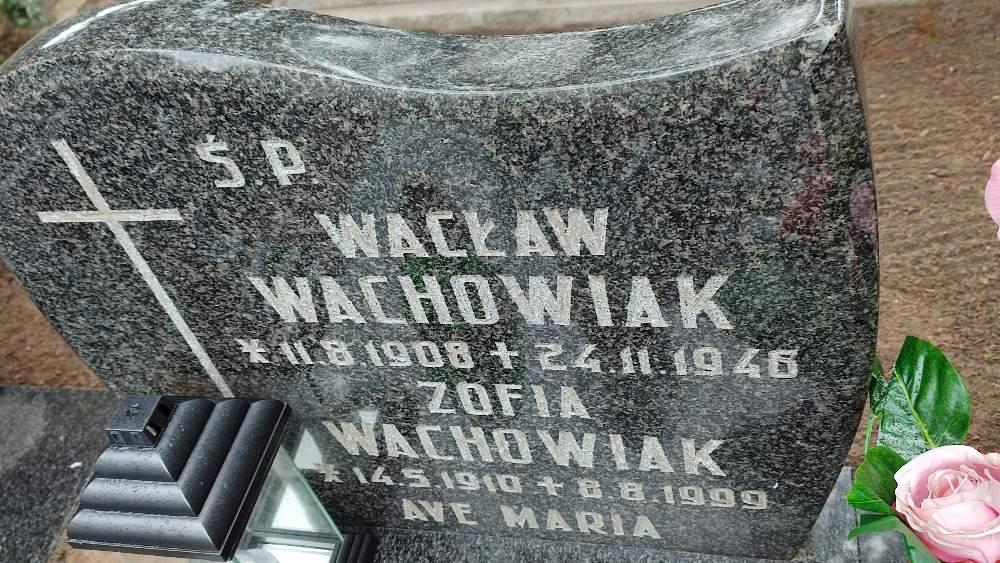 Ś.P.
WACŁAW
WACHOWIAK
* 11.8.1908 + 24.11.1946
ZOFIA
WACHOWIAK
* 14.5.1910 + 8.8.1999
AVE MARIA